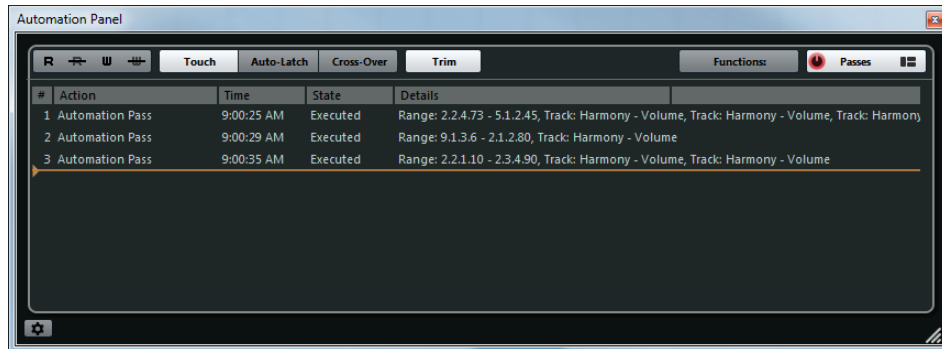 Automation Panel
R R W W Touch Auto-Latch Cross-Over Trim Functions: Passes
# Action Time State Details
1 Automation Pass 9:00:25 AM Executed Range: 2.2.4.73 - 5.1.2.45, Track: Harmony - Volume, Track: Harmony - Volume, Track: Harmony
2 Automation Pass 9:00:29 AM Executed Range: 9.1.3.6 - 2.1.2.80, Track: Harmony - Volume
3 Automation Pass 9:00:35 AM Executed Range: 2.2.1.10 - 2.3.4.90, Track: Harmony - Volume, Track: Harmony - Volume